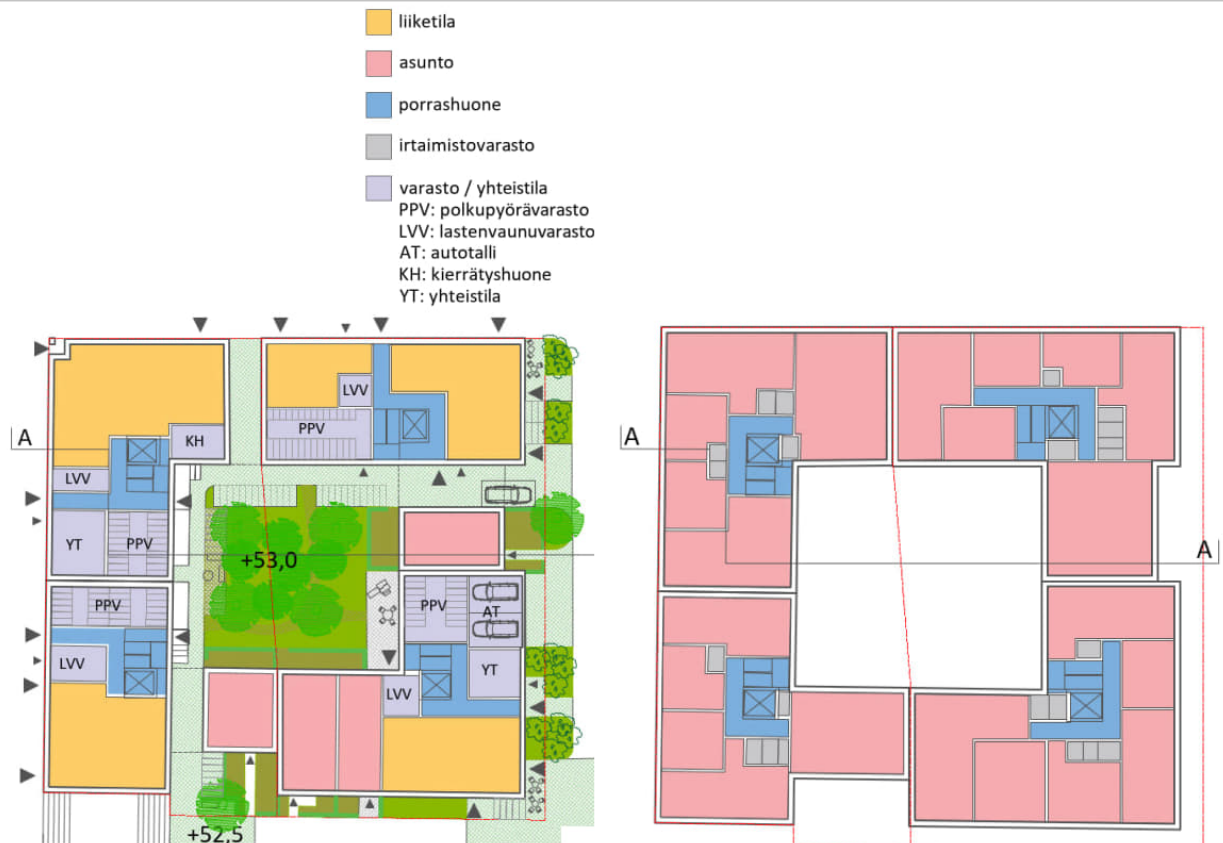 liiketila
asunto
porrashuone
irtaimistovarasto
varasto / yhteistila
PPV: polkupyörävarasto
LVV: lastenvaunuvarasto
AT: autotalli
KH: kierrätyshuone
YT: yhteistila
LVV
PPV
A
KH
LVV
YT
PPV
+53,0
PPV
LVV
PPV
AT
YT
LVV
+52,5
A
A